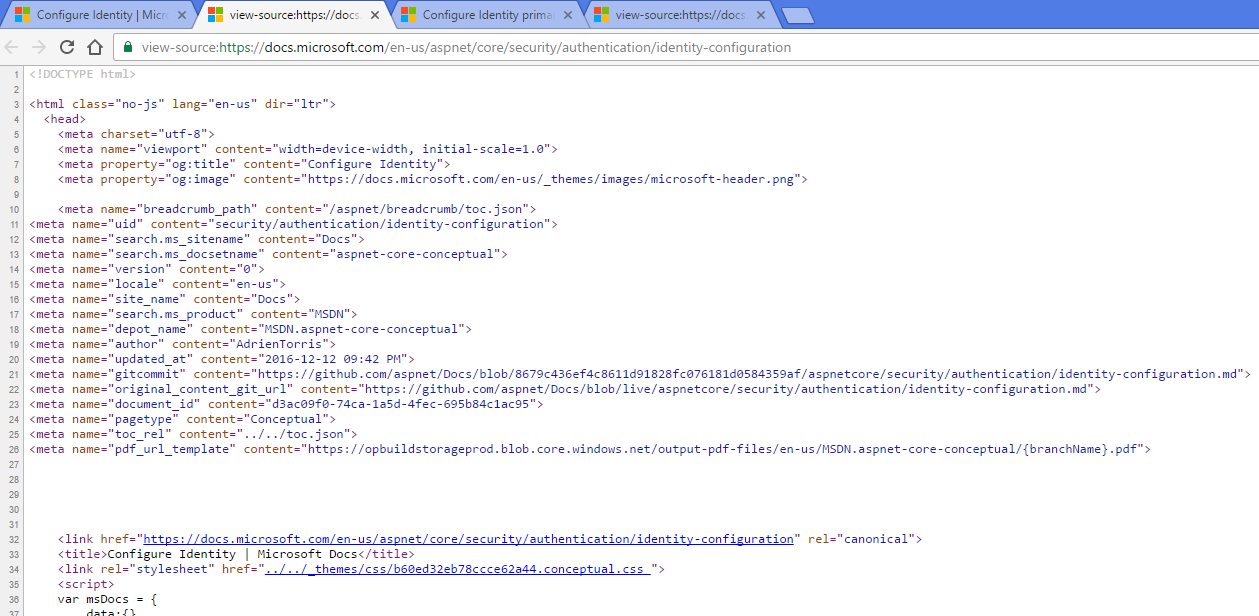 Configure Identity | Micr
view-source:https://docs.
Configure Identity prima
view-source:https://docs.
view-source:https://docs.microsoft.com/en-us/aspnet/core/security/authentication/identity-configuration
1 <!DOCTYPE html>
2
3 <html class="no-js" lang="en-us" dir="ltr">
4 <head>
5 <meta charset="utf-8">
6 <meta name="viewport" content="width=device-width, initial-scale=1.0">
7 <meta property="og:title" content="Configure Identity">
8 <meta property="og:image" content="https://docs.microsoft.com/en-us/_themes/images/microsoft-header.png">
9
10 <meta name="breadcrumb_path" content="/aspnet/breadcrumb/toc.json">
11 <meta name="uid" content="security/authentication/identity-configuration">
12 <meta name="search.ms_sitename" content="Docs">
13 <meta name="search.ms_docsetname" content="aspnet-core-conceptual">
14 <meta name="version" content="0">
15 <meta name="locale" content="en-us">
16 <meta name="site_name" content="Docs">
17 <meta name="search.ms_product" content="MSDN">
18 <meta name="depot_name" content="MSDN.aspnet-core-conceptual">
19 <meta name="author" content="AdrienTorris">
20 <meta name="updated_at" content="2016-12-12 09:42 PM">
21 <meta name="gitcommit" content="https://github.com/aspnet/Docs/blob/8679c436ef4c8611d91828fc076181d0584359af/aspnetcore/security/authentication/identity-configuration.md">
22 <meta name="original_content_git_url" content="https://github.com/aspnet/Docs/blob/live/aspnetcore/security/authentication/identity-configuration.md">
23 <meta name="document_id" content="d3ac09f0-74ca-1a5d-4fec-695b84c1ac95">
24 <meta name="pagetype" content="Conceptual">
25 <meta name="toc_rel" content="../../toc.json">
26 <meta name="pdf_url_template" content="https://opbuildstorageprod.blob.core.windows.net/output-pdf-files/en-us/MSDN.aspnet-core-conceptual/{branchName}.pdf">
27
28
29
30
31
32 <link href="https://docs.microsoft.com/en-us/aspnet/core/security/authentication/identity-configuration" rel="canonical">
33 <title>Configure Identity | Microsoft Docs</title>
34 <link rel="stylesheet" href="../../_themes/css/b60ed32eb78ccce62a44.conceptual.css ">
35 <script>
36 var msDocs = {
37 data:{}